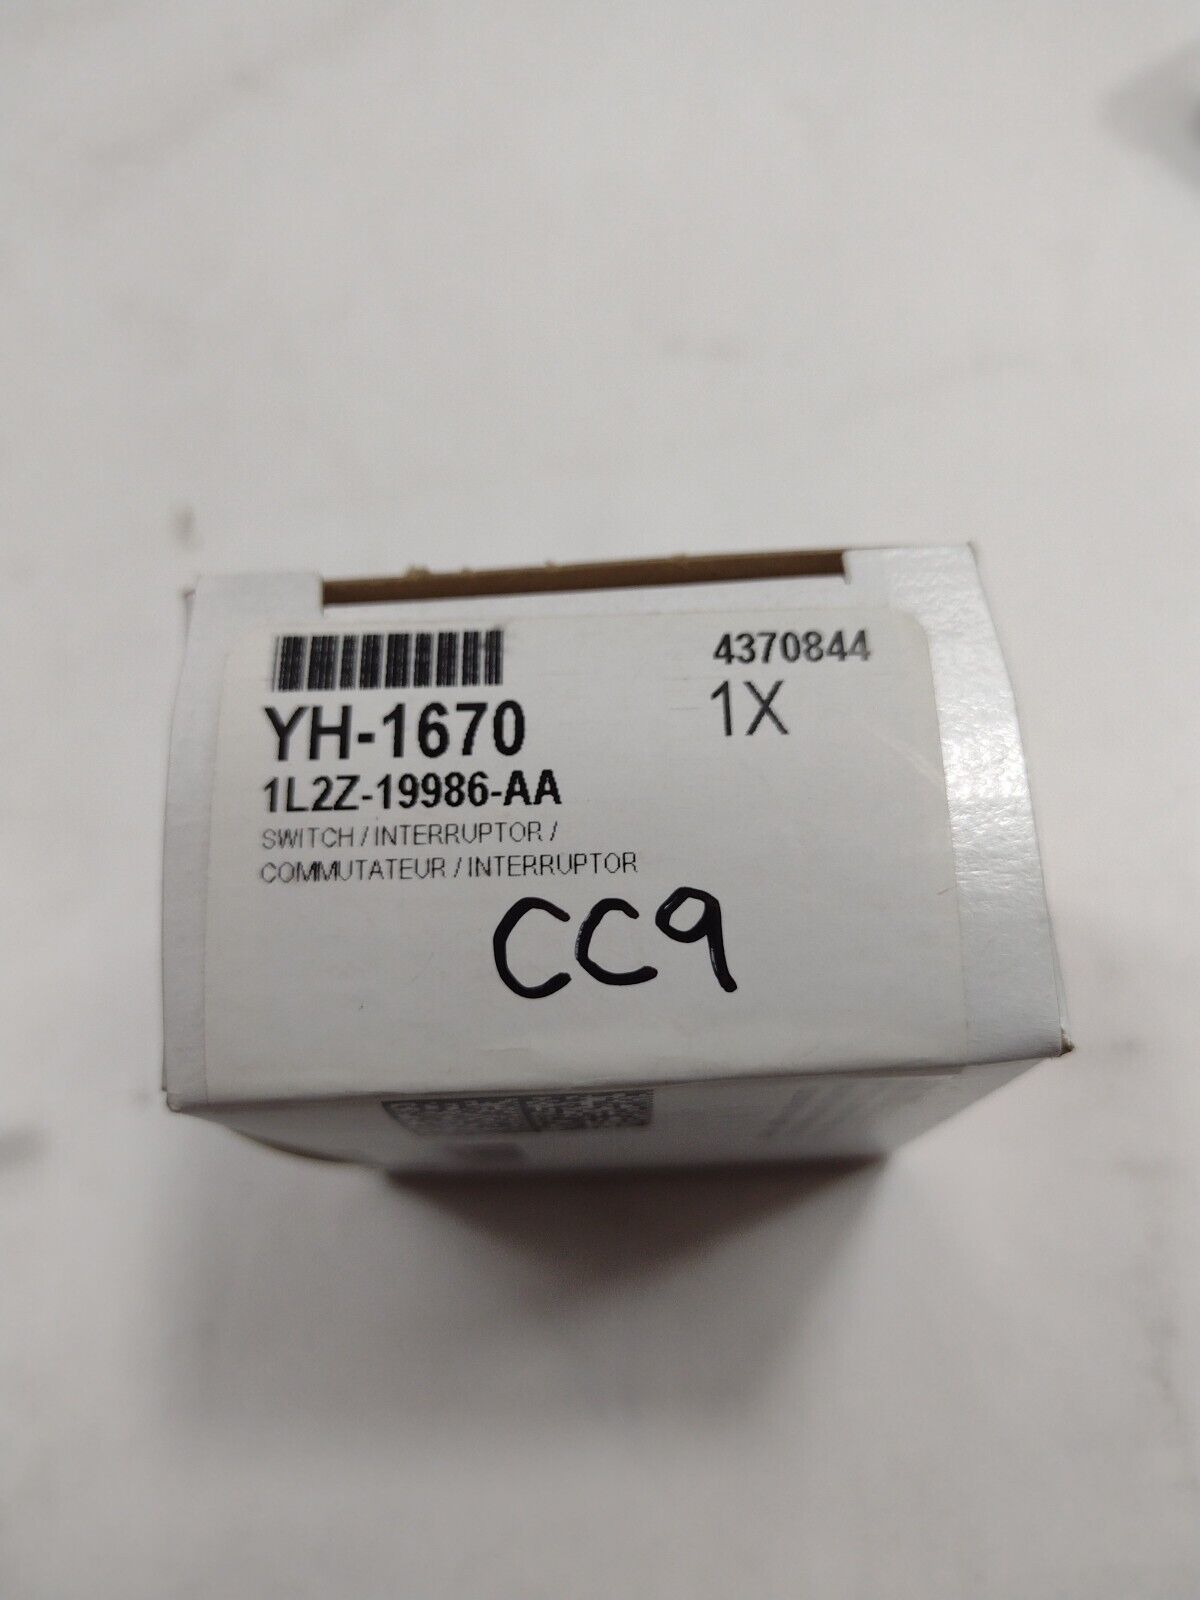 4370844
YH-1670
1X
1L2Z-19986-AA
SWITCH / INTERRUPTOR /
COMMUTATEUR / INTERRUPTOR
CC9